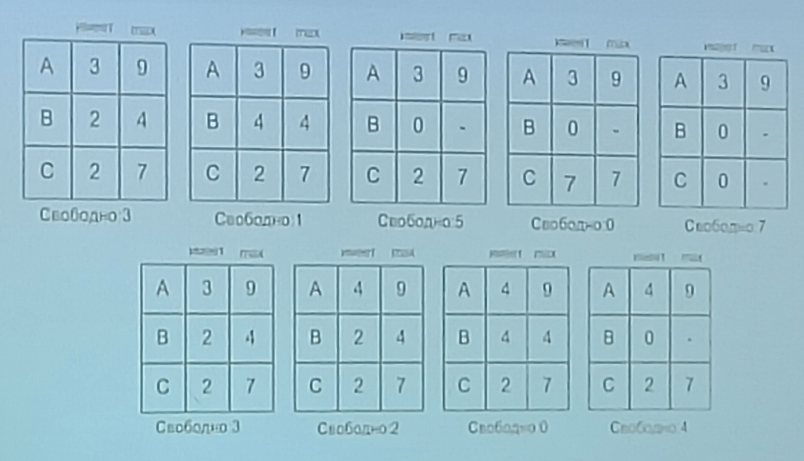 имеет max имеет max имеет max имеет max имеет max
A 3 9 A 3 9 A 3 9 A 3 9 A 3 9
B 2 4 B 4 4 B 0 - B 0 - B 0 -
C 2 7 C 2 7 C 2 7 C 7 7 C 0 -
Свободно:3 Свободно:1 Свободно:5 Свободно:0 Свободно:7
имеет max имеет max имеет max имеет max
A 3 9 A 4 9 A 4 9 A 4 9
B 2 4 B 2 4 B 4 4 B 0 -
C 2 7 C 2 7 C 2 7 C 2 7
Свободно:3 Свободно:2 Свободно:0 Свободно:4